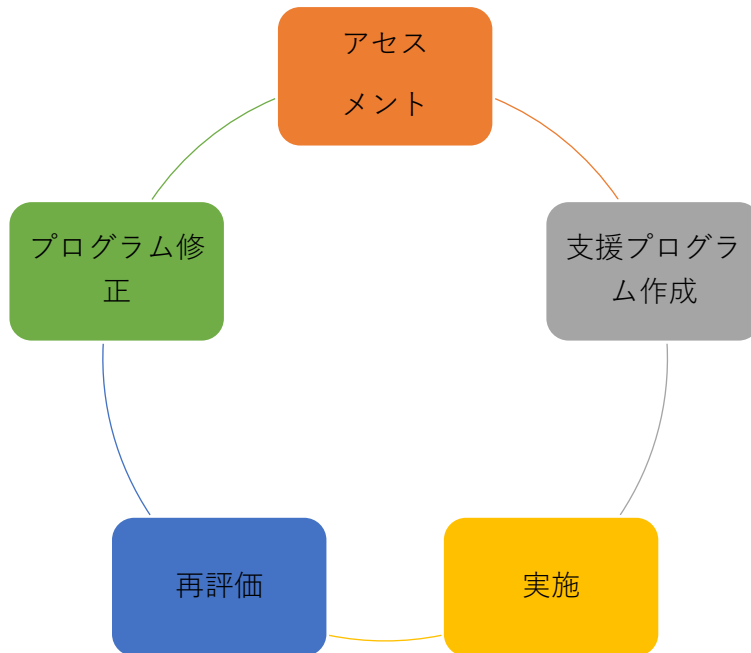 アセス
メント
支援プログラ
ム作成
実施
再評価
プログラム修
正